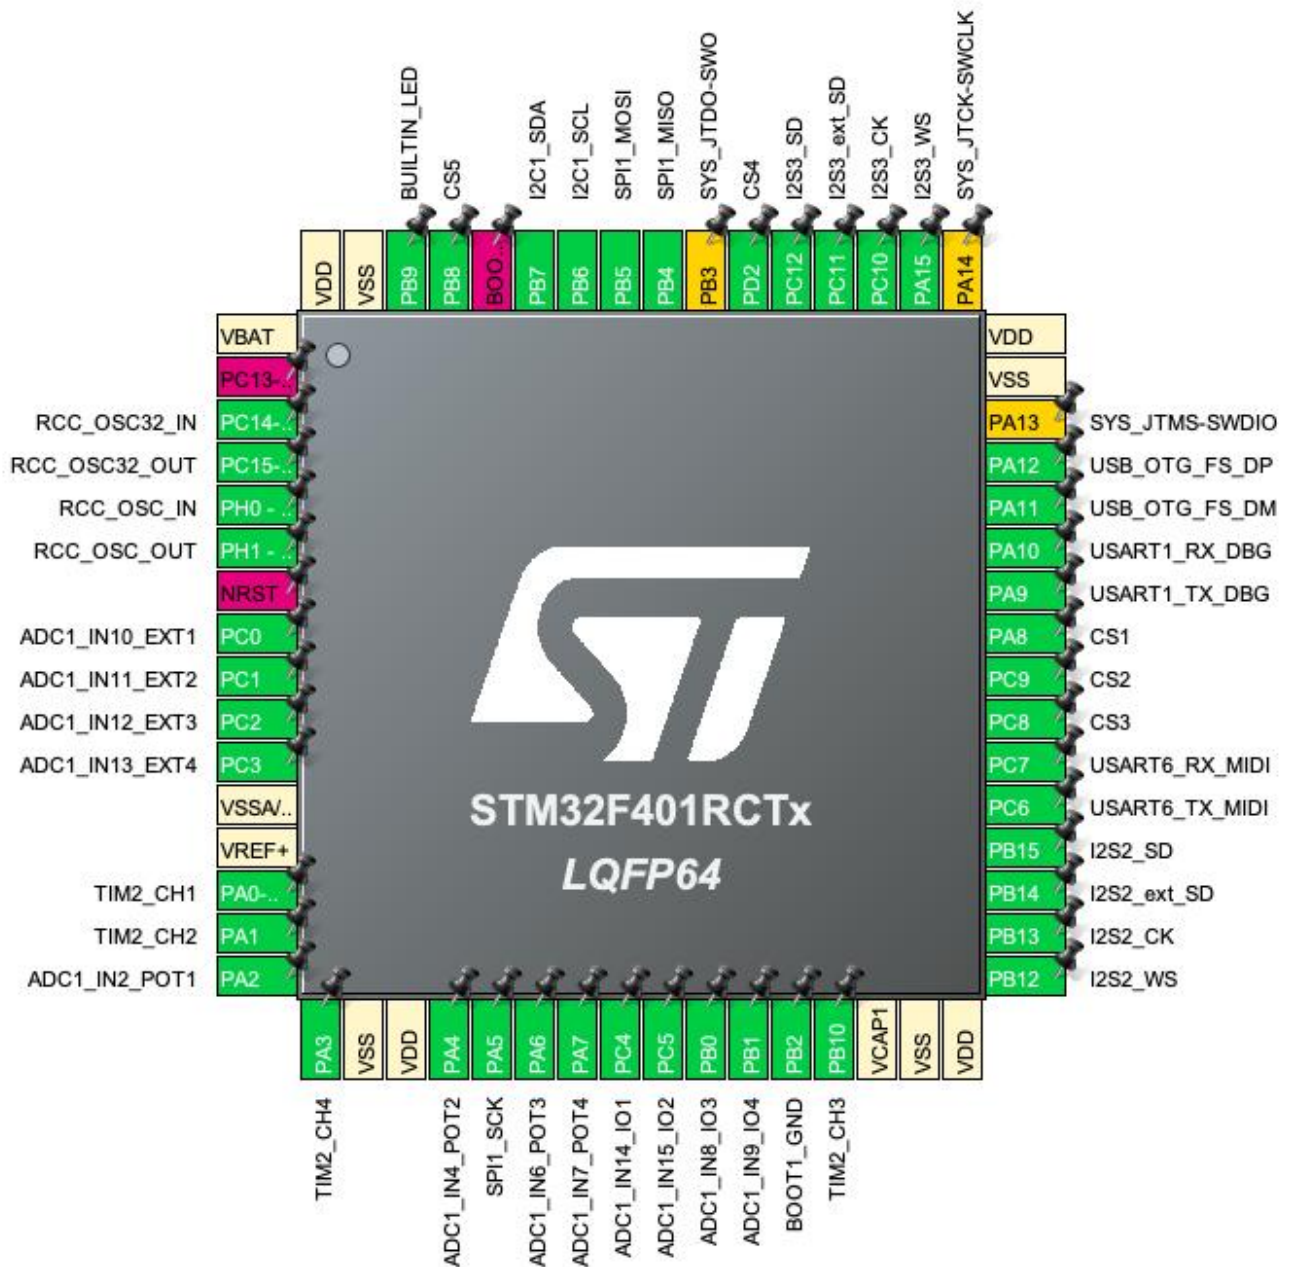 BUILTIN_LED
CS5
I2C1_SDA
I2C1_SCL
SPI1_MOSI
SPI1_MISO
SYS_JTDO-SWO
CS4
I2S3_SD
I2S3_ext_SD
I2S3_CK
I2S3_WS
SYS_JTCK-SWCLK
VDD
VSS
PB9
PB8
BOO..
PB7
PB6
PB5
PB4
PB3
PD2
PC12
PC11
PC10
PA15
PA14
VBAT
PC13-..
RCC_OSC32_IN PC14-..
RCC_OSC32_OUT PC15-..
RCC_OSC_IN PH0 - ..
RCC_OSC_OUT PH1 - ..
NRST
ADC1_IN10_EXT1 PC0
ADC1_IN11_EXT2 PC1
ADC1_IN12_EXT3 PC2
ADC1_IN13_EXT4 PC3
VSSA/..
VREF+
TIM2_CH1 PA0-..
TIM2_CH2 PA1
ADC1_IN2_POT1 PA2
ST
STM32F401RCTx
LQFP64
VDD
VSS
PA13 SYS_JTMS-SWDIO
PA12 USB_OTG_FS_DP
PA11 USB_OTG_FS_DM
PA10 USART1_RX_DBG
PA9 USART1_TX_DBG
PA8 CS1
PC9 CS2
PC8 CS3
PC7 USART6_RX_MIDI
PC6 USART6_TX_MIDI
PB15 I2S2_SD
PB14 I2S2_ext_SD
PB13 I2S2_CK
PB12 I2S2_WS
PA3
VSS
VDD
PA4
PA5
PA6
PA7
PC4
PC5
PB0
PB1
PB2
PB10
VCAP1
VSS
VDD
TIM2_CH4
ADC1_IN4_POT2
SPI1_SCK
ADC1_IN6_POT3
ADC1_IN7_POT4
ADC1_IN14_IO1
ADC1_IN15_IO2
ADC1_IN8_IO3
ADC1_IN9_IO4
BOOT1_GND
TIM2_CH3